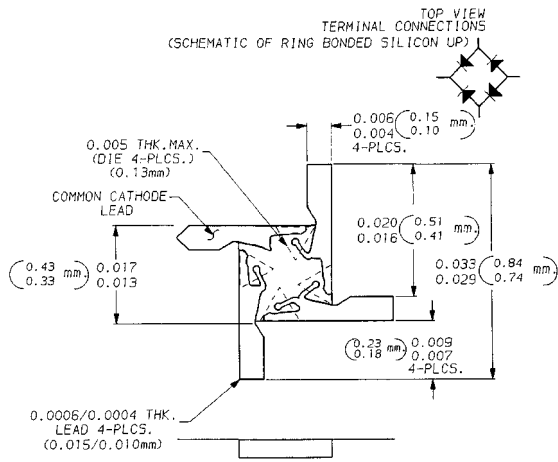 TOP VIEW
TERMINAL CONNECTIONS
(SCHEMATIC OF RING BONDED SILICON UP)
0.006 (0.15 mm.)
0.004 (0.10 mm.)
4-PLCS.
0.005 THK.MAX.
(DIE 4-PLCS.)
(0.13mm)
COMMON CATHODE
LEAD
0.020 (0.51 mm.)
0.016 (0.41 mm.)
(0.43 mm.) 0.017
(0.33 mm.) 0.013
0.033 (0.84 mm.)
0.029 (0.74 mm.)
(0.23 mm.) 0.009
(0.18 mm.) 0.007
4-PLCS.
0.0006/0.0004 THK.
LEAD 4-PLCS.
(0.015/0.010mm)